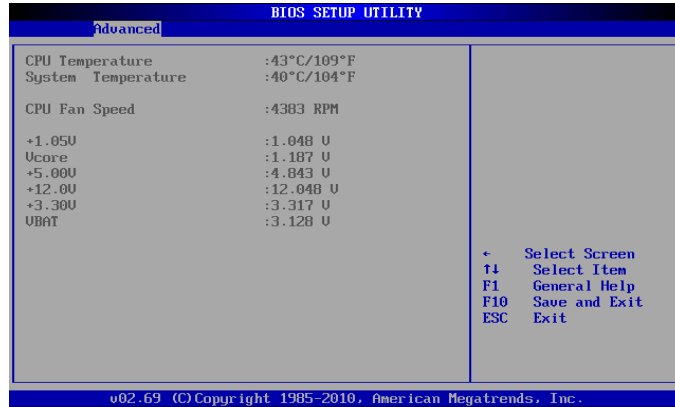 BIOS SETUP UTILITY
Advanced
CPU Temperature :43°C/109°F
System Temperature :40°C/104°F
CPU Fan Speed :4383 RPM
+1.05V :1.048 V
Vcore :1.187 V
+5.00V :4.843 V
+12.0V :12.048 V
+3.30V :3.317 V
VBAT :3.128 V
← Select Screen
↑↓ Select Item
F1 General Help
F10 Save and Exit
ESC Exit
v02.69 (C)Copyright 1985-2010, American Megatrends, Inc.